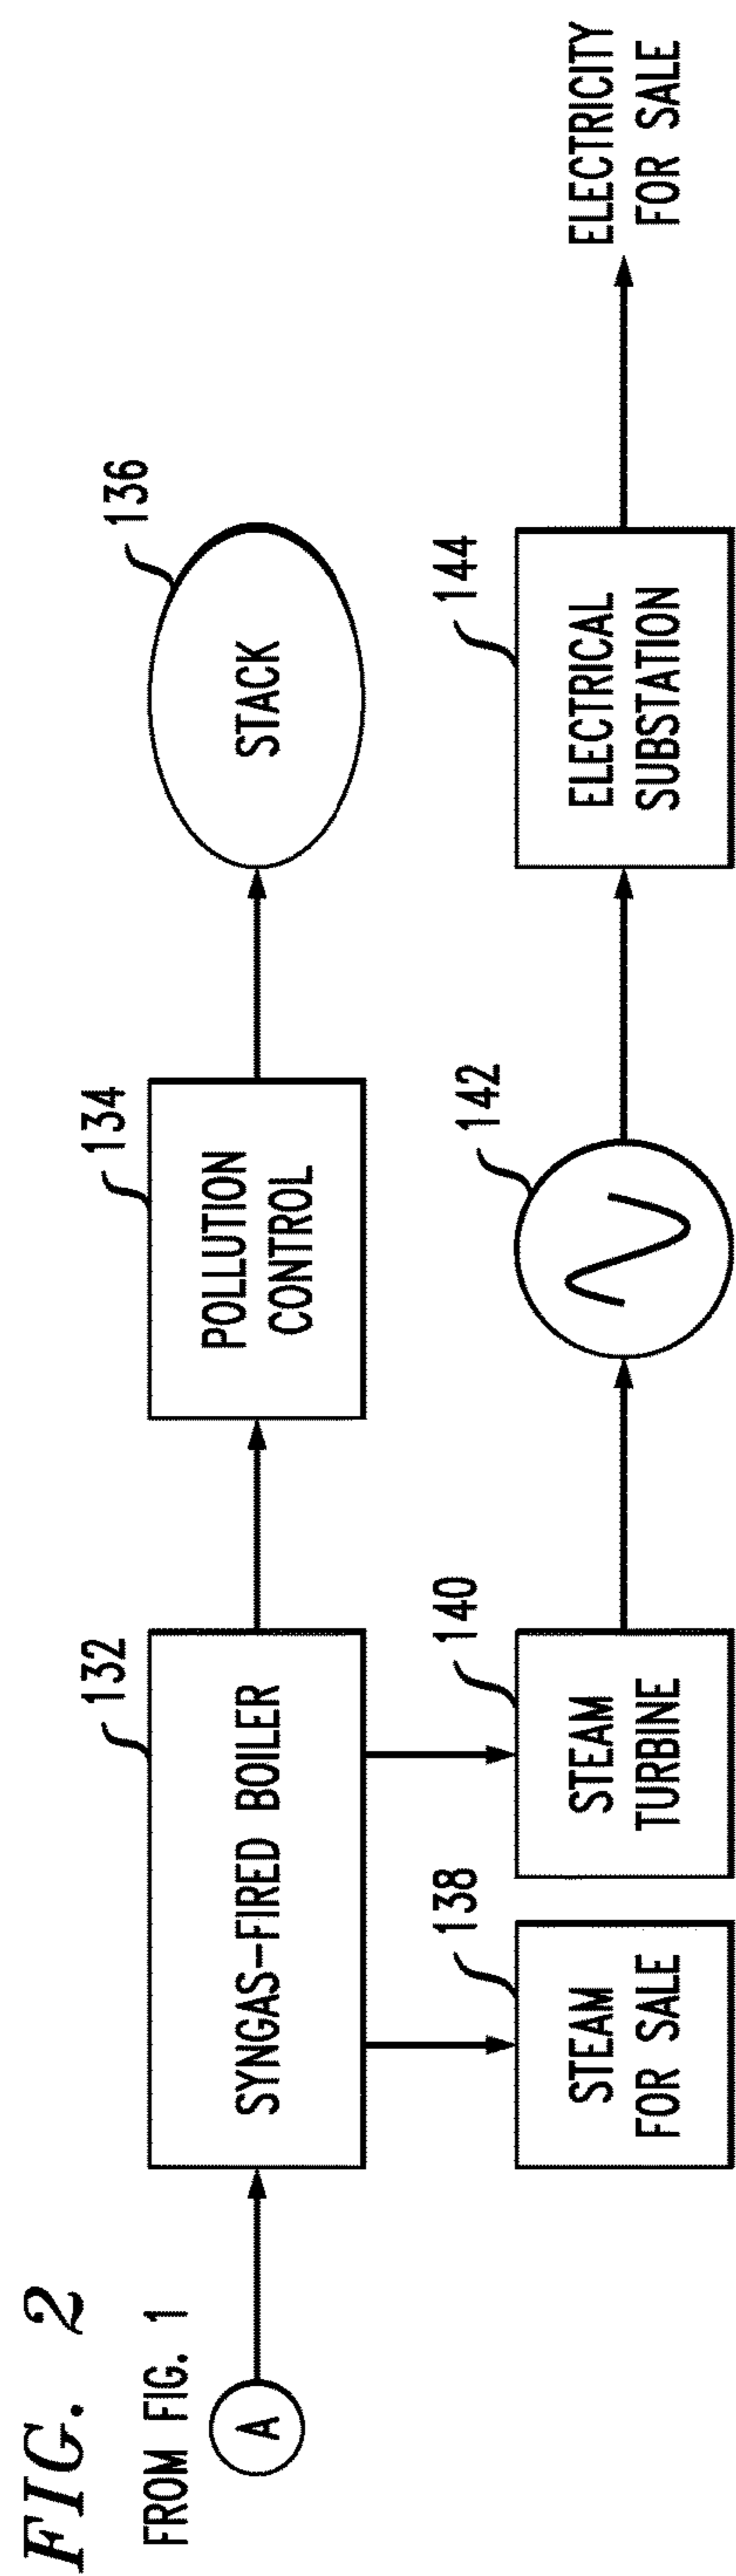 FIG. 2
FROM FIG. 1
A
132
SYNGAS-FIRED BOILER
134
POLLUTION
CONTROL
136
STACK
138
STEAM
FOR SALE
140
STEAM
TURBINE
142
144
ELECTRICAL
SUBSTATION
ELECTRICITY
FOR SALE